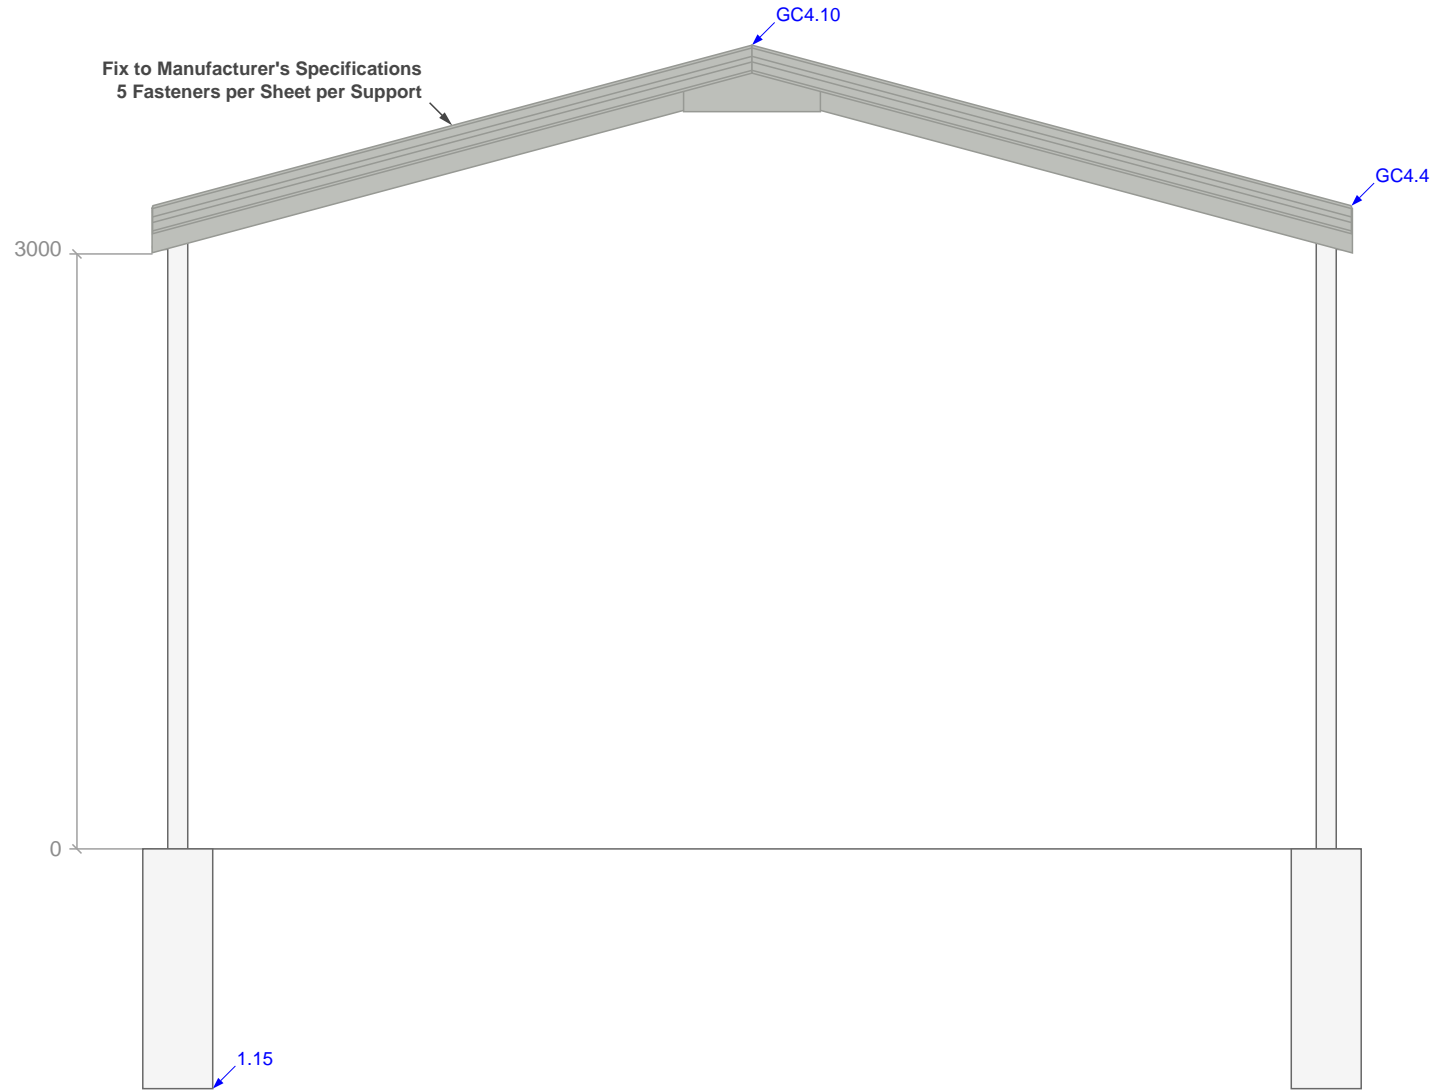 GC4.10
Fix to Manufacturer's Specifications
5 Fasteners per Sheet per Support
GC4.4
3000
0
1.15